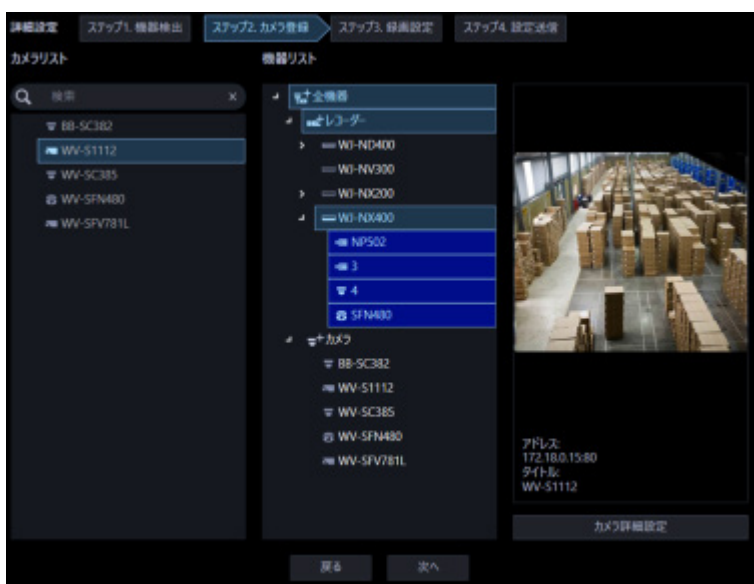 詳細設定 ステップ1. 機器検出 ステップ2. カメラ登録 ステップ3. 録画設定 ステップ4. 設定送信
カメラリスト
検索 x
BB-SC382
WV-S1112
WV-SC385
WV-SFN480
WV-SFV781L
機器リスト
全機器
レコーダー
WJ-ND400
WJ-NV300
WJ-NX200
WJ-NX400
NP502
3
4
SFN480
カメラ
BB-SC382
WV-S1112
WV-SC385
WV-SFN480
WV-SFV781L
アドレス:
172.18.0.15:80
タイトル:
WV-S1112
カメラ詳細設定
戻る 次へ